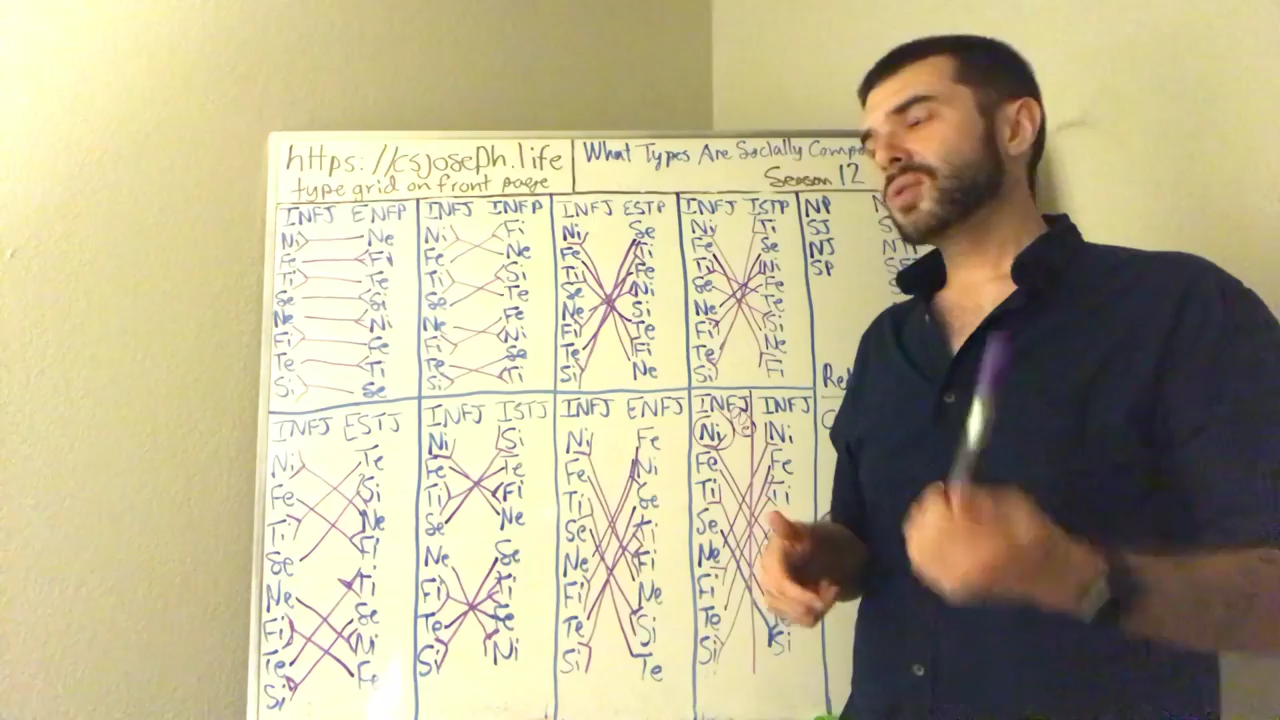 https://csjoseph.life
type grid on front page
What Types Are Socially
Season 12
INFJ ENFP
Ni Ne
Fe Fi
Ti Te
Se Si
Ne Ni
Fi Fe
Te Ti
Si Se
INFJ INFP
Ni Fi
Fe Ne
Ti Si
Se Te
Ne Fe
Fi Ni
Te Se
Si Ti
INFJ ESTP
Ni Se
Fe Ti
Ti Fe
Se Ni
Ne Si
Fi Te
Te Fi
Si Ne
INFJ ISTP
Ni Ti
Fe Se
Ti Ni
Se Fe
Ne Te
Fi Si
Te Ne
Si Fi
NP
SJ
NJ
SP
INFJ ESTJ
Ni Te
Fe Si
Ti Ne
Se Fi
Ne Ti
Fi Se
Te Ni
Si Fe
INFJ ISTJ
Ni Si
Fe Te
Ti Fi
Se Ne
Ne Se
Fi Ti
Te Fe
Si Ni
INFJ ENFJ
Ni Fe
Fe Ni
Ti Se
Se Ti
Ne Fi
Fi Ne
Te Si
Si Te
INFJ INFJ
Ni Ni
Fe Fe
Ti Ti
Se
Ne
Fi
Te
Si Si